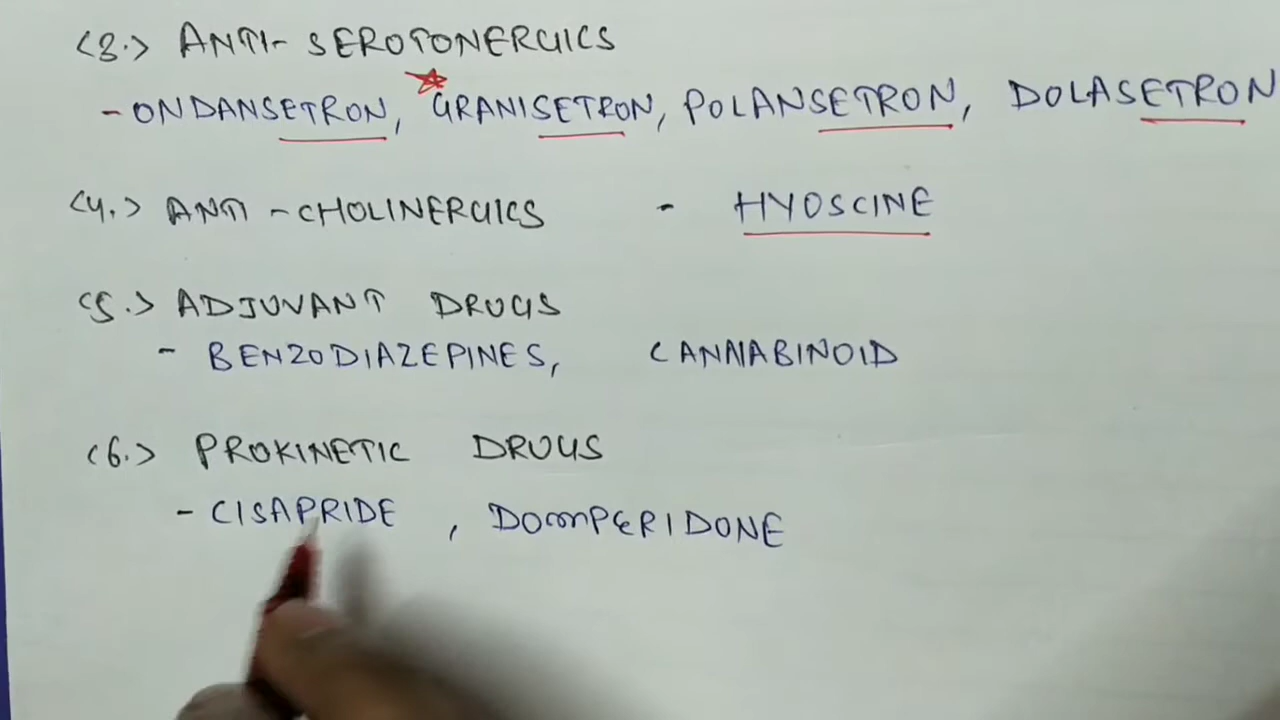 (3.) ANTI- SEROTONERGICS
- ONDANSETRON, *GRANISETRON, POLANSETRON, DOLASETRON
(4.) ANTI - CHOLINERGICS - HYOSCINE
(5.) ADJUVANT DRUGS
- BENZODIAZEPINES, CANNABINOID
(6.) PROKINETIC DRUGS
- CISAPRIDE , DOMPERIDONE